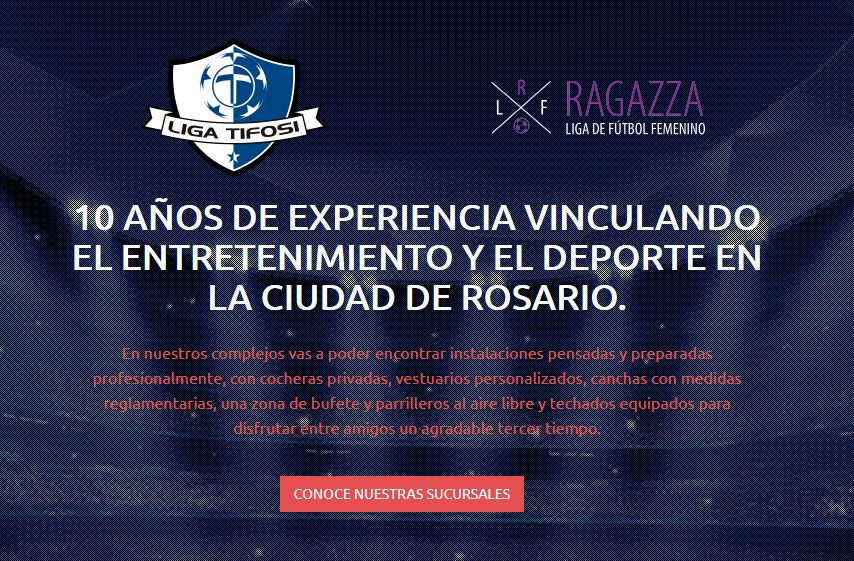 LIGA TIFOSI
R
L F
RAGAZZA
LIGA DE FÚTBOL FEMENINO
10 AÑOS DE EXPERIENCIA VINCULANDO
EL ENTRETENIMIENTO Y EL DEPORTE EN
LA CIUDAD DE ROSARIO.
En nuestros complejos vas a poder encontrar instalaciones pensadas y preparadas
profesionalmente, con cocheras privadas, vestuarios personalizados, canchas con medidas
reglamentarias, una zona de bufete y parrilleros al aire libre y techados equipados para
disfrutar entre amigos un agradable tercer tiempo.
CONOCE NUESTRAS SUCURSALES